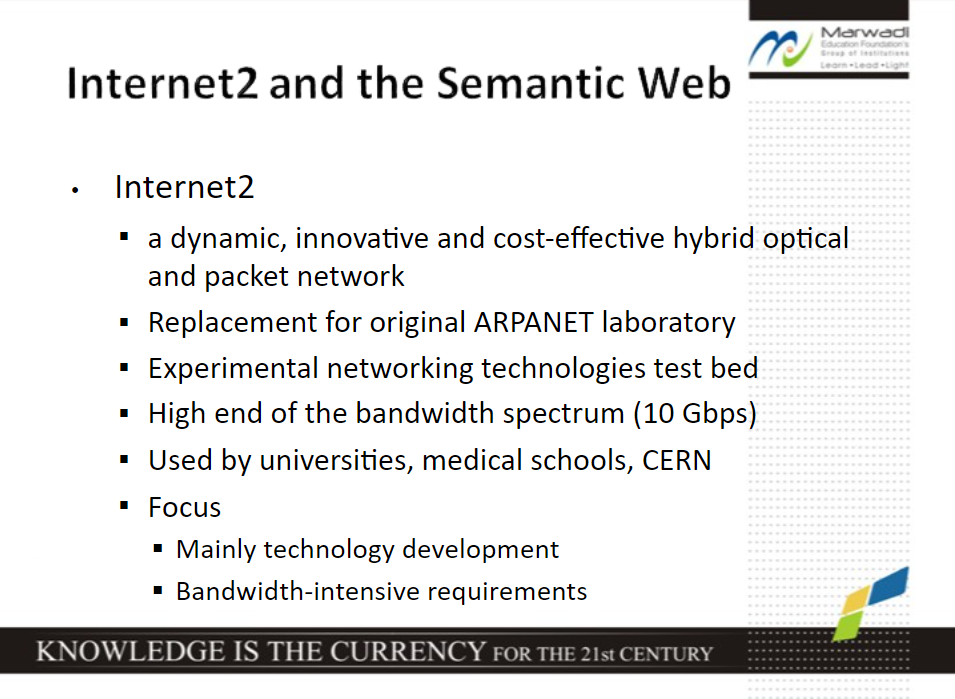 Marwadi
Education Foundation's
Group of Institutions
Learn • Lead • Light
Internet2 and the Semantic Web
• Internet2
▪ a dynamic, innovative and cost-effective hybrid optical
and packet network
▪ Replacement for original ARPANET laboratory
▪ Experimental networking technologies test bed
▪ High end of the bandwidth spectrum (10 Gbps)
▪ Used by universities, medical schools, CERN
▪ Focus
▪ Mainly technology development
▪ Bandwidth-intensive requirements
KNOWLEDGE IS THE CURRENCY FOR THE 21st CENTURY